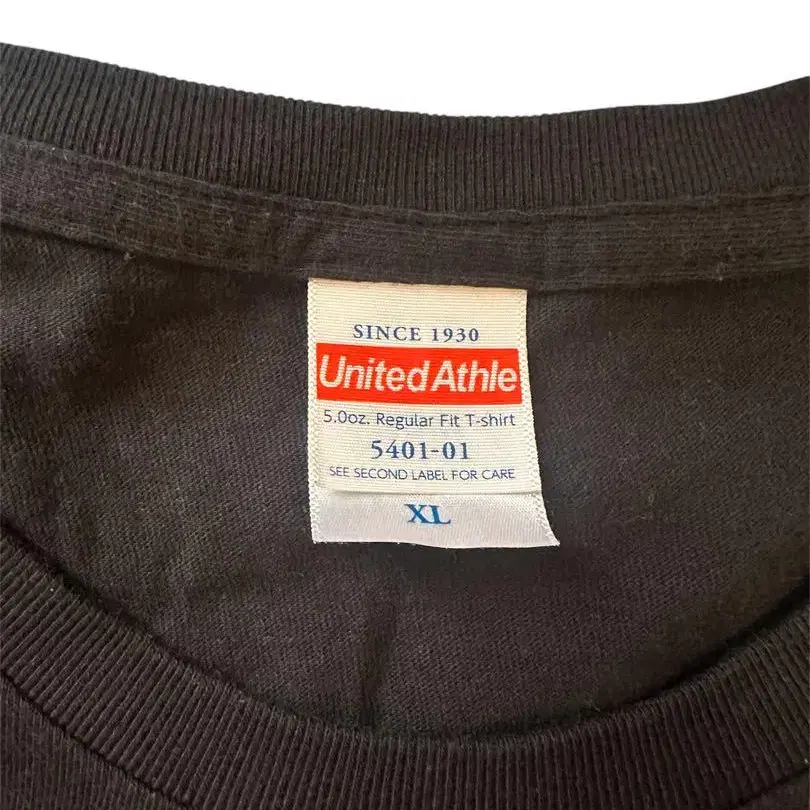 SINCE 1930
United Athle
5.0oz. Regular Fit T-shirt
5401-01
SEE SECOND LABEL FOR CARE
XL